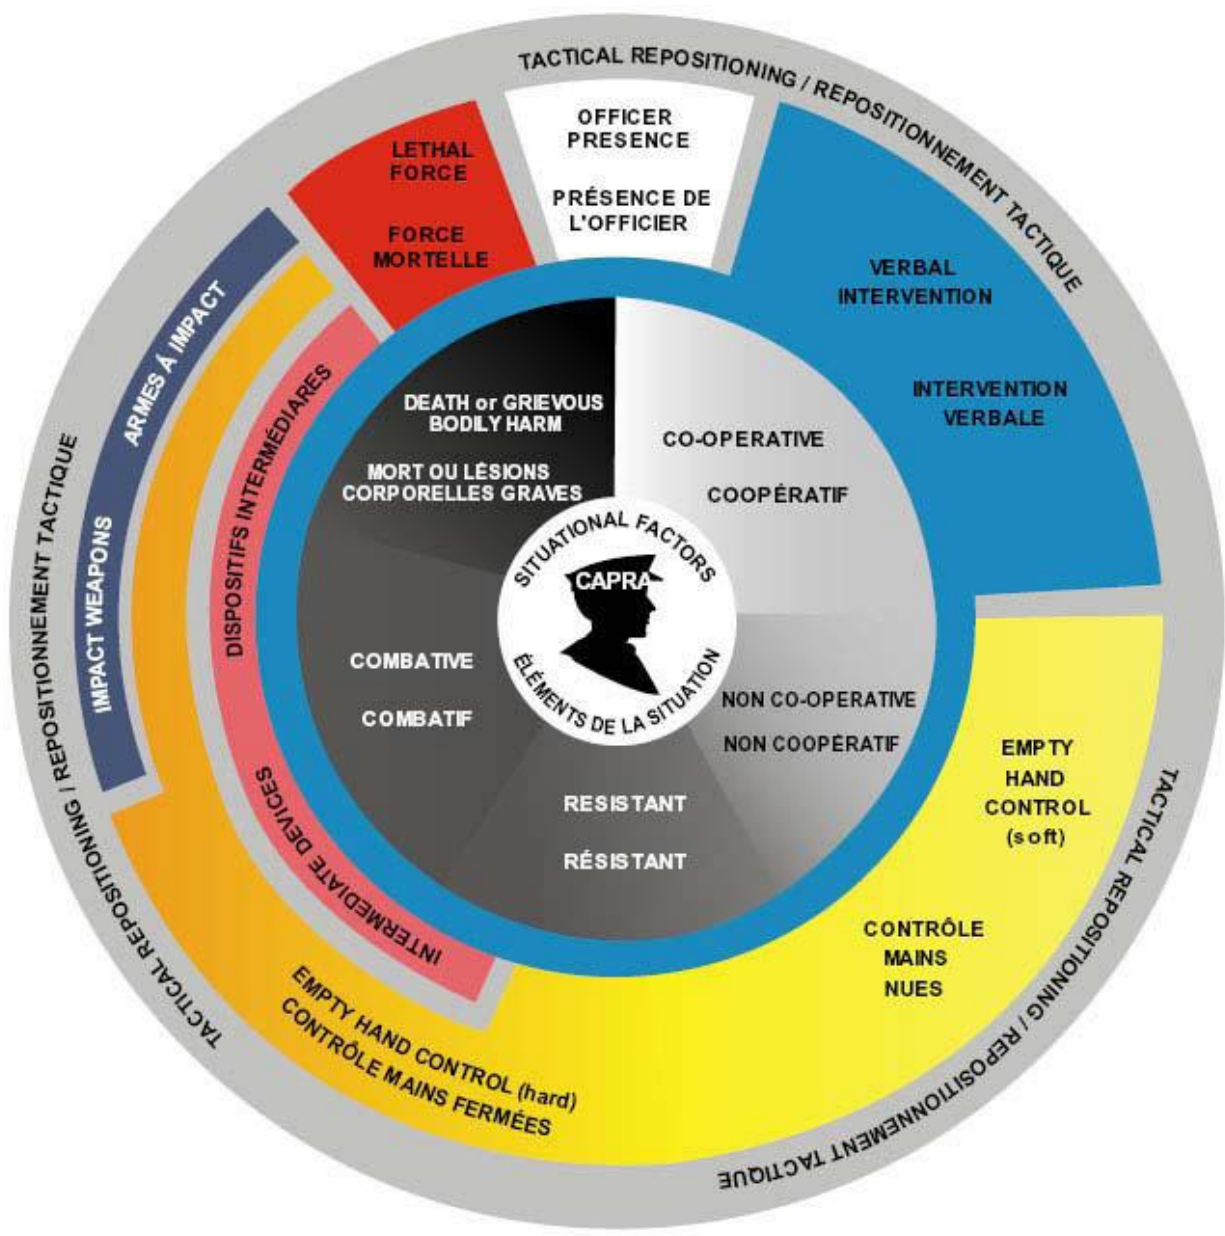 TACTICAL REPOSITIONING / REPOSITIONNEMENT TACTIQUE
OFFICER
PRESENCE
PRÉSENCE DE
L'OFFICIER
VERBAL
INTERVENTION
INTERVENTION
VERBALE
LETHAL
FORCE
FORCE
MORTELLE
ARMES Á IMPACT
IMPACT WEAPONS
DISPOSITIFS INTERMÉDIARES
INTERMEDIATE DEVICES
DEATH or GRIEVOUS
BODILY HARM
MORT OU LÉSIONS
CORPORELLES GRAVES
CO-OPERATIVE
COOPÉRATIF
SITUATIONAL FACTORS
CAPRA
ÉLÉMENTS DE LA SITUATION
COMBATIVE
COMBATIF
NON CO-OPERATIVE
NON COOPÉRATIF
RESISTANT
RÉSISTANT
EMPTY
HAND
CONTROL
(soft)
CONTRÔLE
MAINS
NUES
EMPTY HAND CONTROL (hard)
CONTRÔLE MAINS FERMÉES
TACTICAL REPOSITIONING / REPOSITIONNEMENT TACTIQUE
TACTICAL REPOSITIONING / REPOSITIONNEMENT TACTIQUE